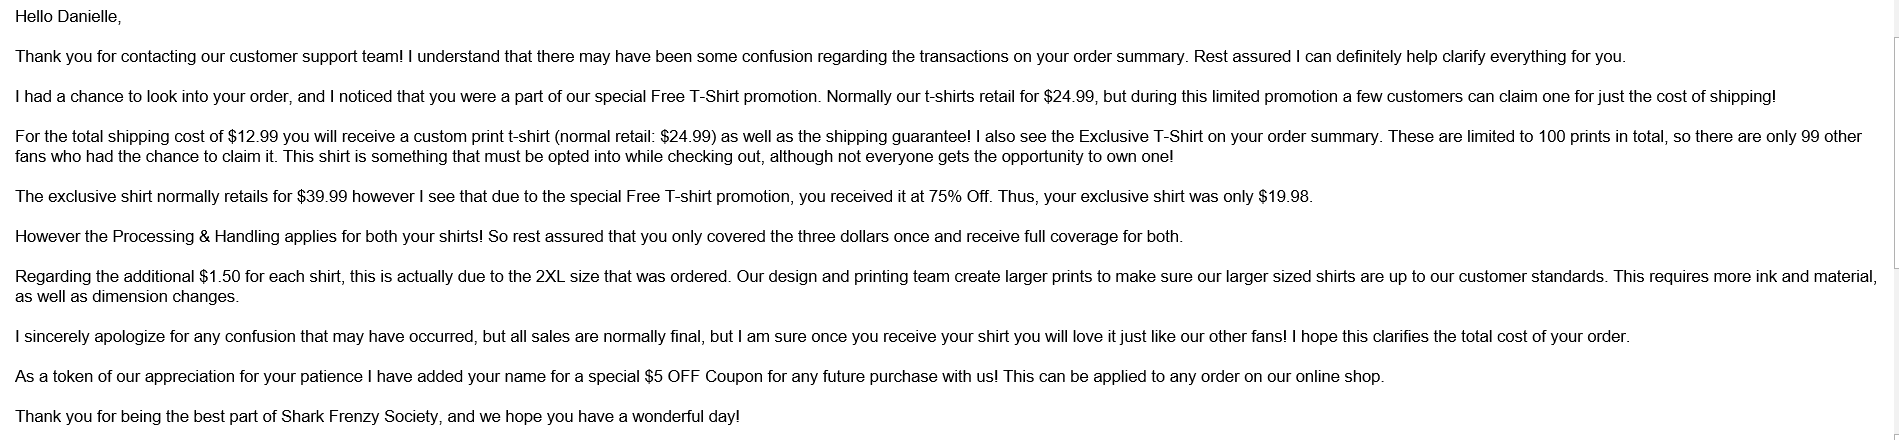 Hello Danielle,
Thank you for contacting our customer support team! I understand that there may have been some confusion regarding the transactions on your order summary. Rest assured I can definitely help clarify everything for you.
I had a chance to look into your order, and I noticed that you were a part of our special Free T-Shirt promotion. Normally our t-shirts retail for $24.99, but during this limited promotion a few customers can claim one for just the cost of shipping!
For the total shipping cost of $12.99 you will receive a custom print t-shirt (normal retail: $24.99) as well as the shipping guarantee! I also see the Exclusive T-Shirt on your order summary. These are limited to 100 prints in total, so there are only 99 other
fans who had the chance to claim it. This shirt is something that must be opted into while checking out, although not everyone gets the opportunity to own one!
The exclusive shirt normally retails for $39.99 however I see that due to the special Free T-shirt promotion, you received it at 75% Off. Thus, your exclusive shirt was only $19.98.
However the Processing & Handling applies for both your shirts! So rest assured that you only covered the three dollars once and receive full coverage for both.
Regarding the additional $1.50 for each shirt, this is actually due to the 2XL size that was ordered. Our design and printing team create larger prints to make sure our larger sized shirts are up to our customer standards. This requires more ink and material,
as well as dimension changes.
I sincerely apologize for any confusion that may have occurred, but all sales are normally final, but I am sure once you receive your shirt you will love it just like our other fans! I hope this clarifies the total cost of your order.
As a token of our appreciation for your patience I have added your name for a special $5 OFF Coupon for any future purchase with us! This can be applied to any order on our online shop.
Thank you for being the best part of Shark Frenzy Society, and we hope you have a wonderful day!